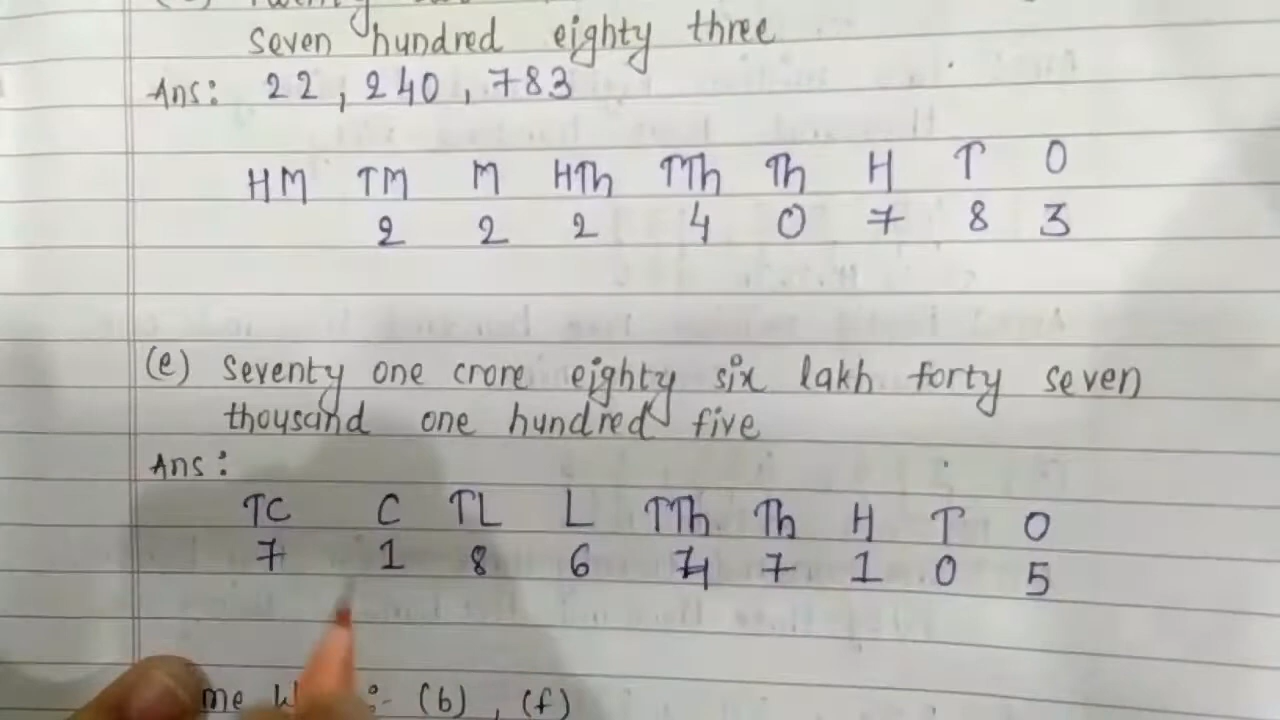 seven hundred eighty three
Ans: 22, 240, 783
HM TM M HTh TTh Th H T O
2 2 2 4 0 7 8 3
(e) Seventy one crore eighty six lakh forty seven
thousand one hundred five
Ans:
TC C TL L TTh Th H T O
7 1 8 6 4 7 1 0 5
:- (b), (f)